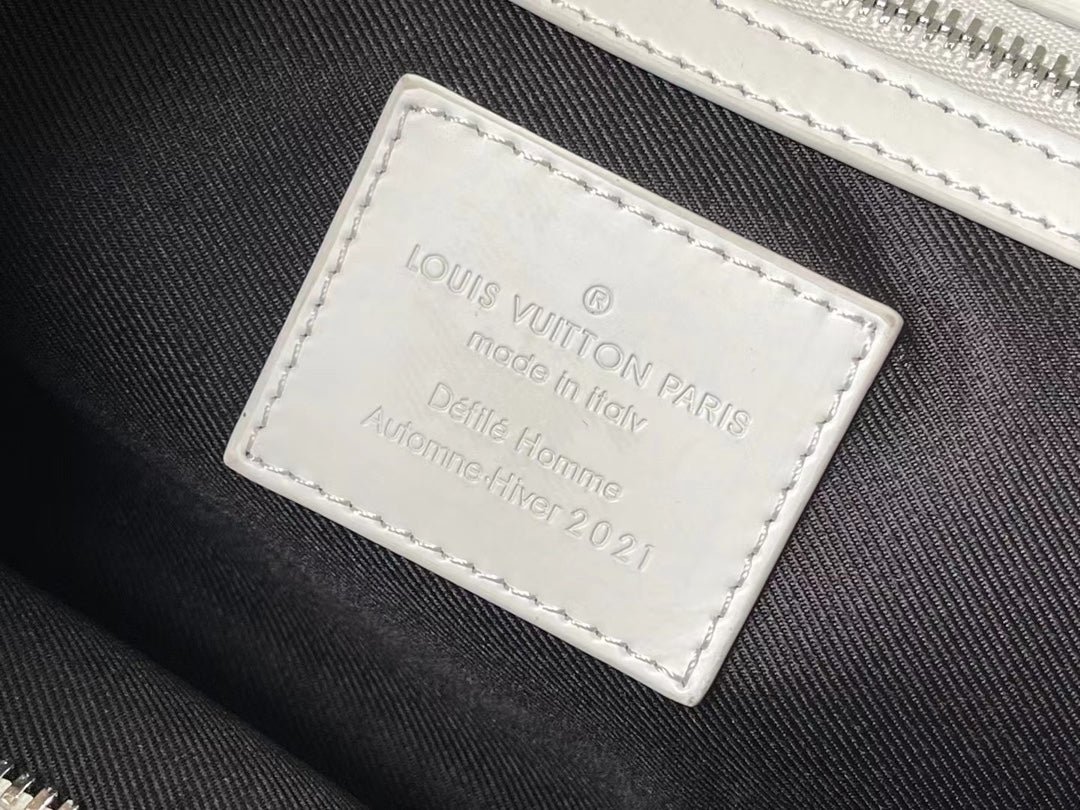 ®
LOUIS VUITTON PARIS
made in italy
Défilé Homme
Automne-Hiver 2021